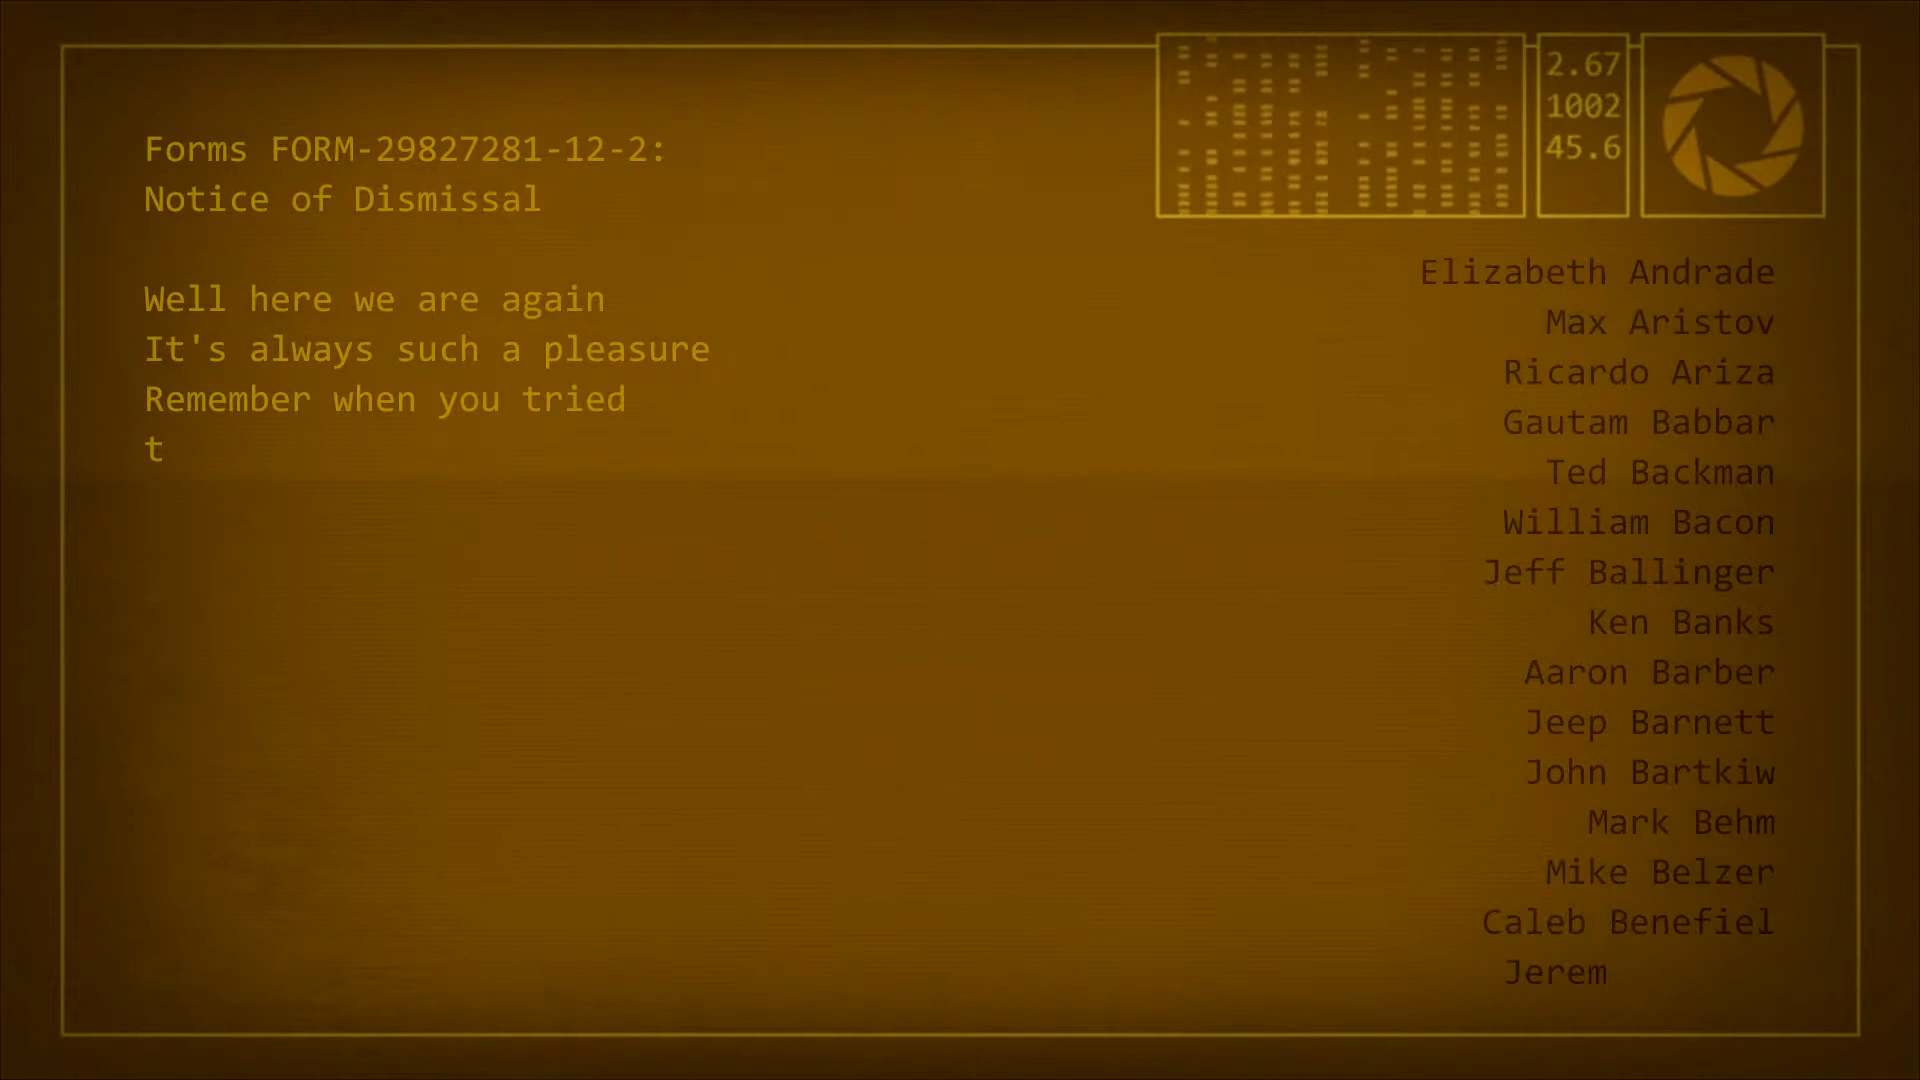 2.67
1002
45.6
Forms FORM-29827281-12-2:
Notice of Dismissal
Well here we are again
It's always such a pleasure
Remember when you tried
t
Elizabeth Andrade
Max Aristov
Ricardo Ariza
Gautam Babbar
Ted Backman
William Bacon
Jeff Ballinger
Ken Banks
Aaron Barber
Jeep Barnett
John Bartkiw
Mark Behm
Mike Belzer
Caleb Benefiel
Jerem